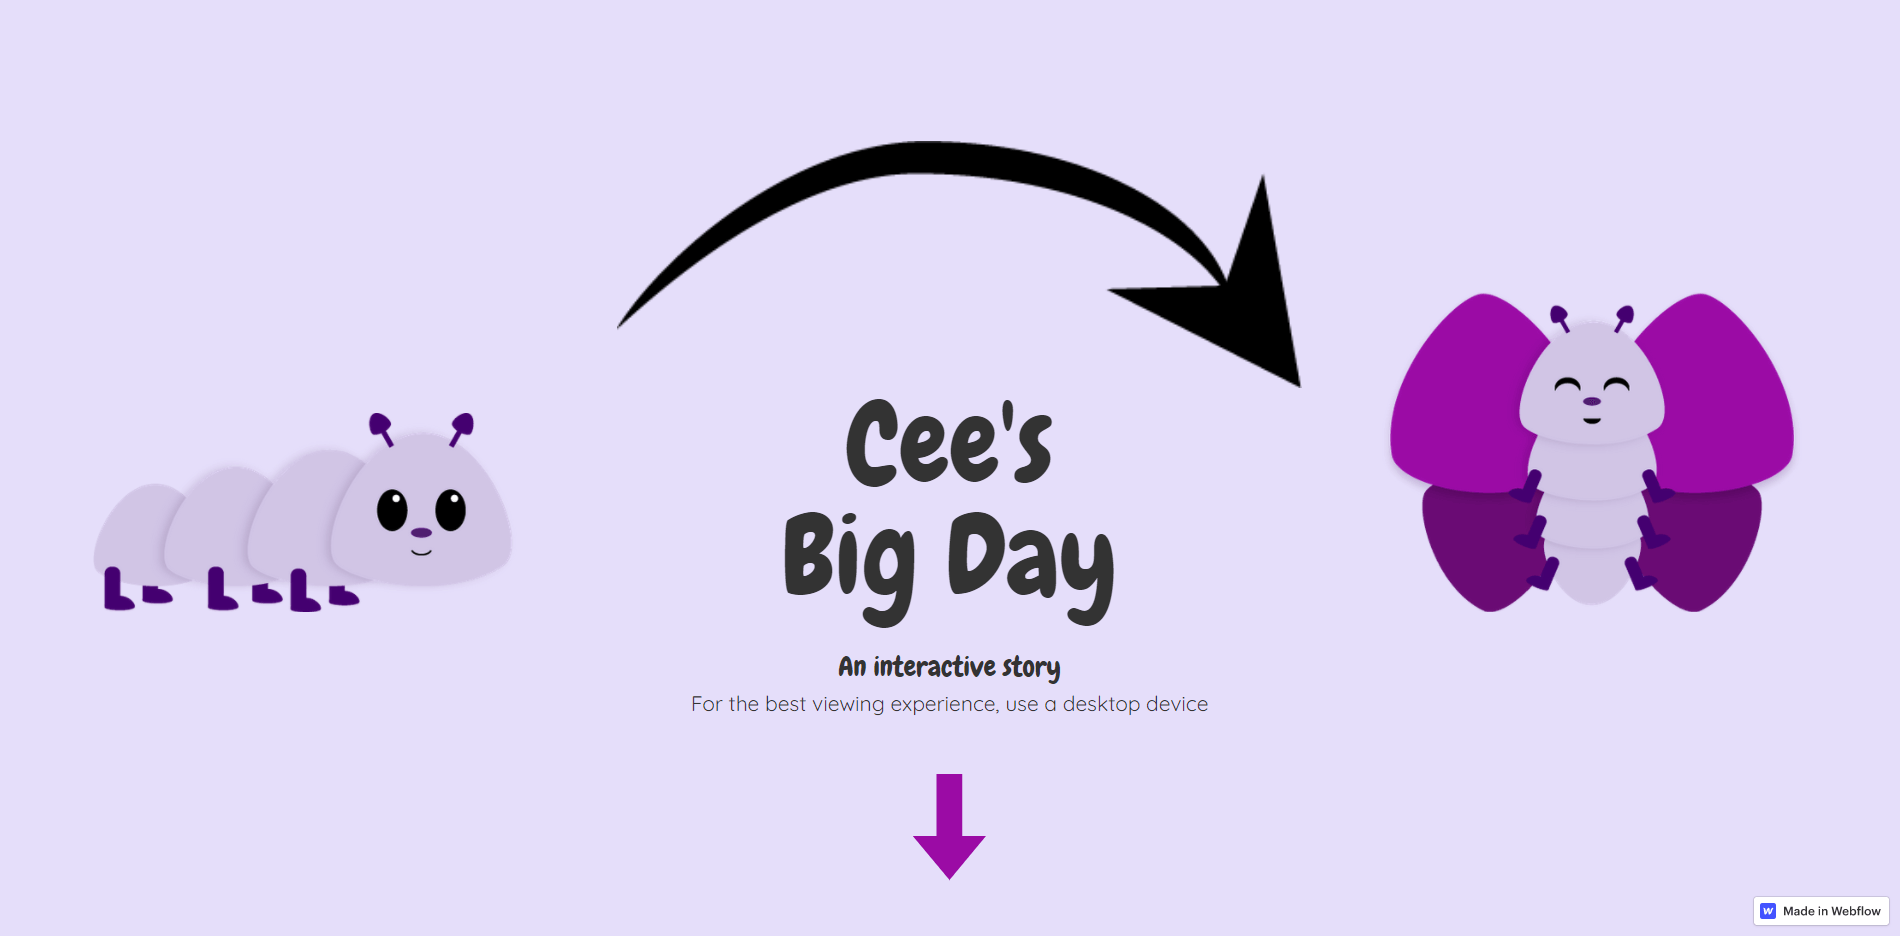 Cee's
Big Day
An interactive story
For the best viewing experience, use a desktop device
W Made in Webflow